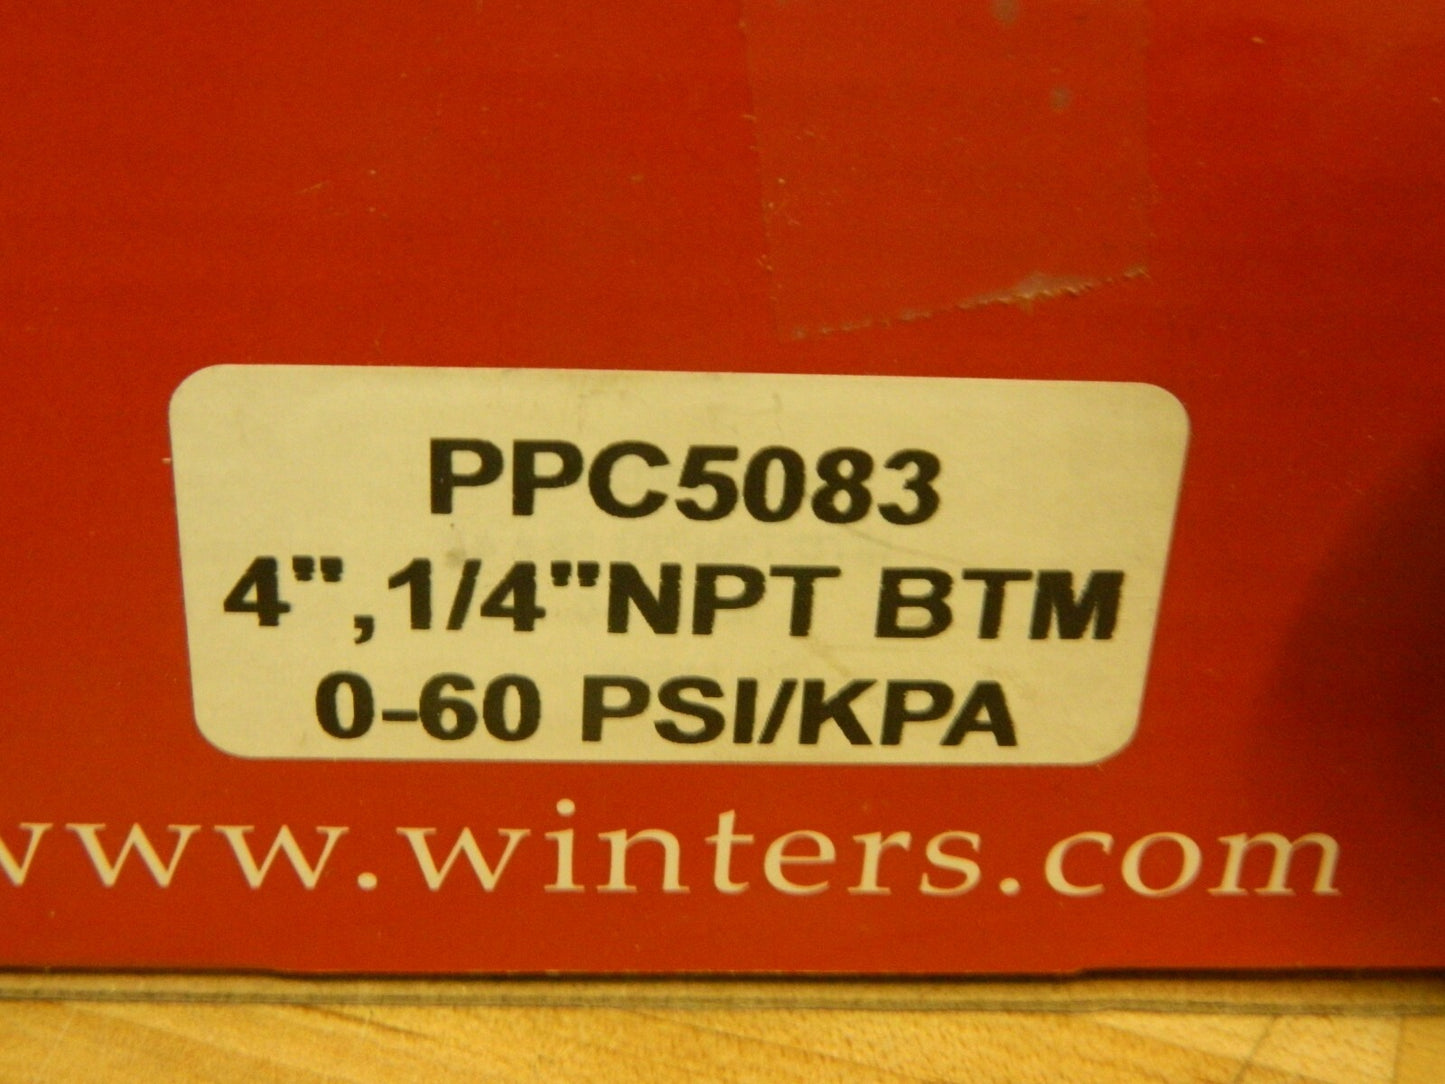 PPC5083
4",1/4"NPT BTM
0-60 PSI/KPA
www.winters.com